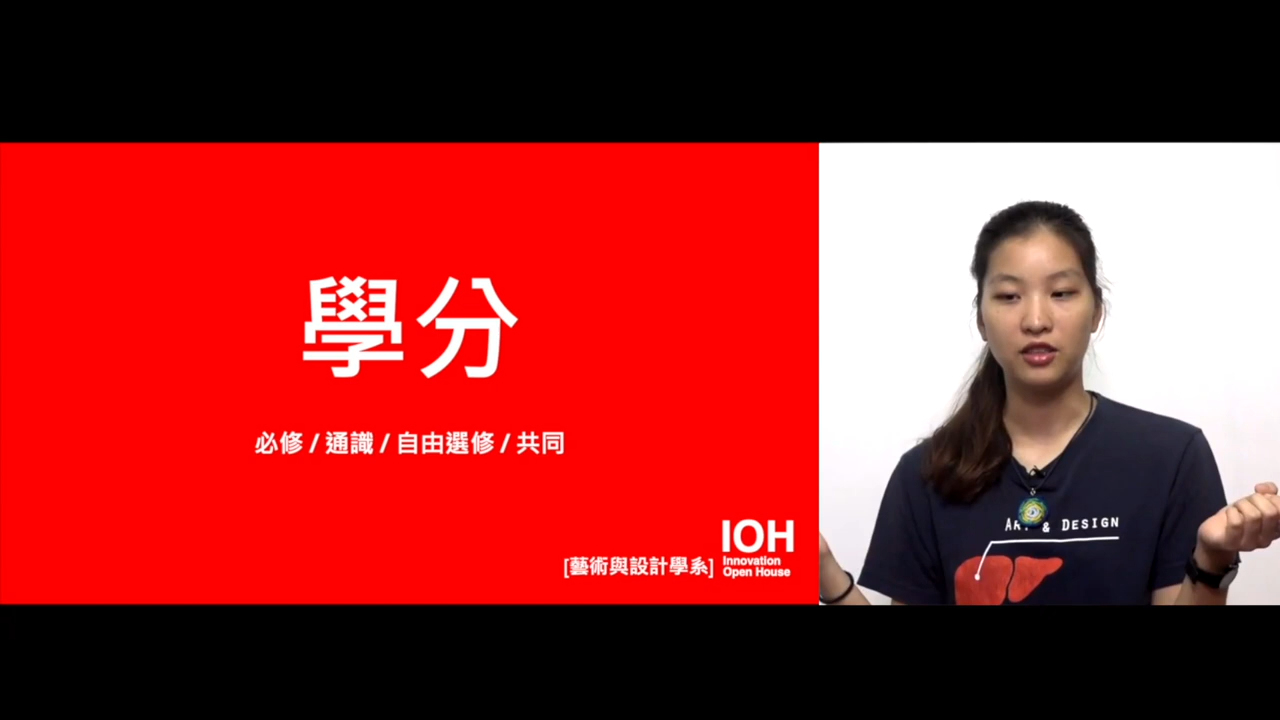 學分
必修 / 通識 / 自由選修 / 共同
[藝術與設計學系]
IOH
Innovation
Open House
ART & DESIGN